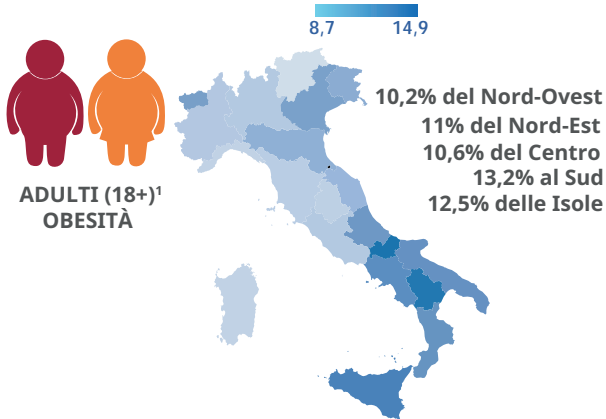 8,7 14,9
10,2% del Nord-Ovest
11% del Nord-Est
10,6% del Centro
13,2% al Sud
12,5% delle Isole
ADULTI (18+)¹
OBESITÀ